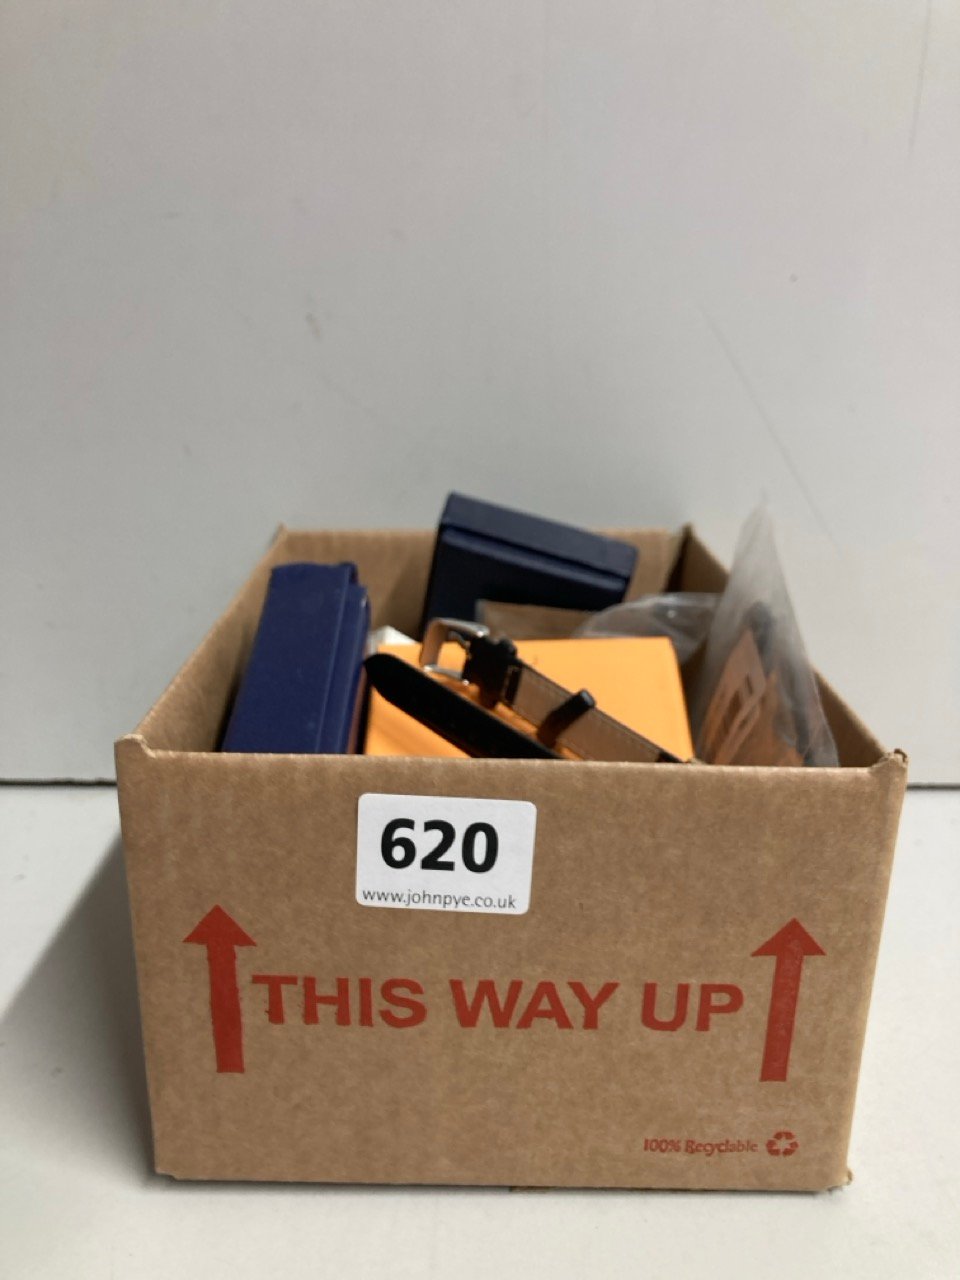 620
www.johnpye.co.uk
THIS WAY UP
100% Recyclable